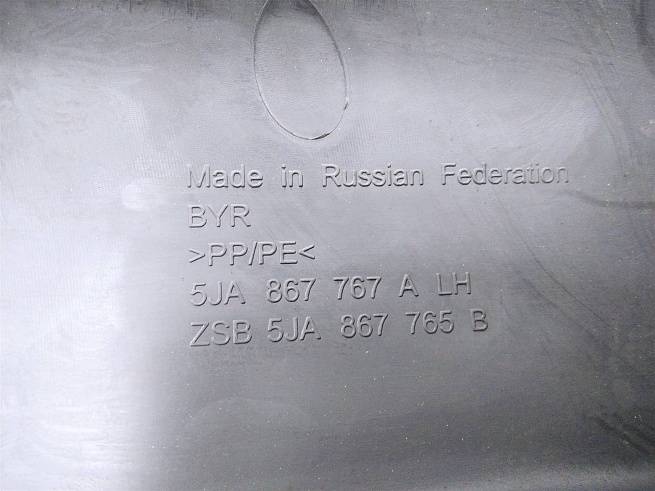 Made in Russian Federation
BYR
>PP/PE<
5JA 867 767 A LH
ZSB 5JA 867 765 B